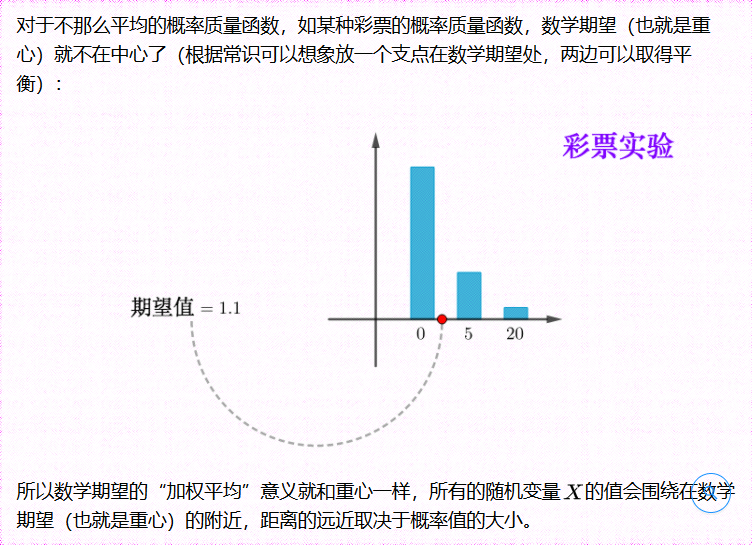 对于不那么平均的概率质量函数，如某种彩票的概率质量函数，数学期望（也就是重
心）就不在中心了（根据常识可以想象放一个支点在数学期望处，两边可以取得平
衡）：
彩票实验
期望值 = 1.1
0 5 20
所以数学期望的“加权平均”意义就和重心一样，所有的随机变量 X 的值会围绕在数学
期望（也就是重心）的附近，距离的远近取决于概率值的大小。